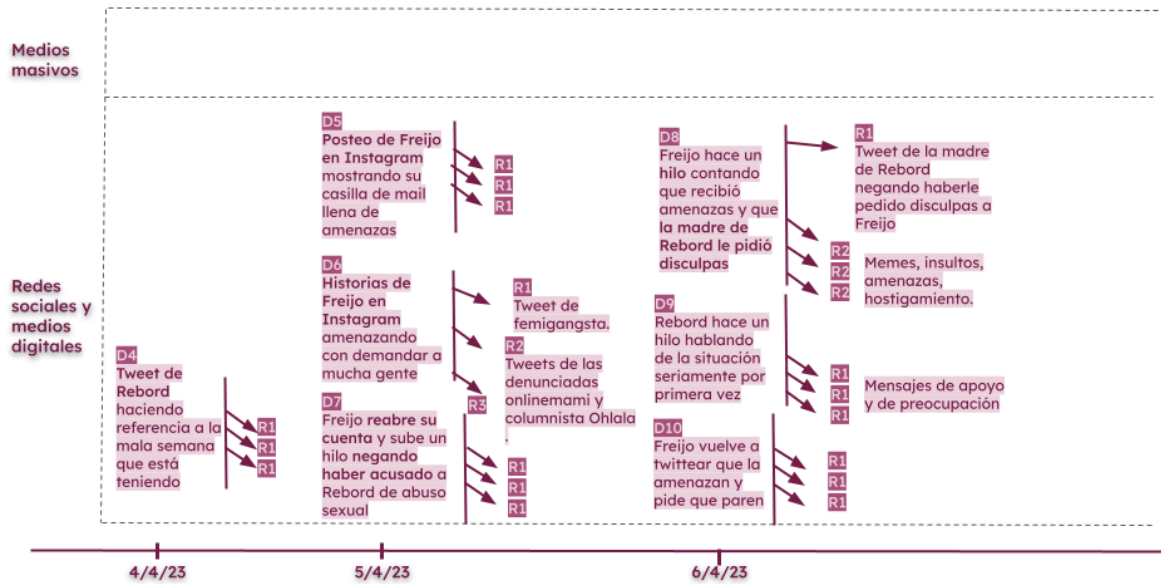 Medios
masivos
Redes
sociales y
medios
digitales
D4
Tweet de
Rebord
haciendo
referencia a la
mala semana
que está
teniendo
R1
R1
R1
D5
Posteo de Freijo
en Instagram
mostrando su
casilla de mail
llena de
amenazas
R1
R1
R1
D6
Historias de
Freijo en
Instagram
amenazando
con demandar a
mucha gente
R1
Tweet de
femigangsta.
R2
Tweets de las
denunciadas
onlinemami y
columnista Ohlala
.
R3
D7
Freijo reabre su
cuenta y sube un
hilo negando
haber acusado a
Rebord de abuso
sexual
R1
R1
R1
D8
Freijo hace un
hilo contando
que recibió
amenazas y que
la madre de
Rebord le pidió
disculpas
R1
Tweet de la madre
de Rebord
negando haberle
pedido disculpas a
Freijo
R2
R2
R2
Memes, insultos,
amenazas,
hostigamiento.
D9
Rebord hace un
hilo hablando
de la situación
seriamente por
primera vez
R1
R1
R1
Mensajes de apoyo
y de preocupación
D10
Freijo vuelve a
twittear que la
amenazan y
pide que paren
R1
R1
R1
4/4/23
5/4/23
6/4/23